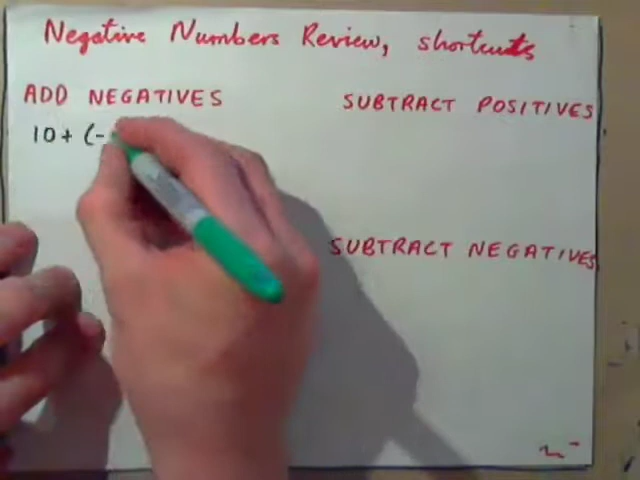 Negative Numbers Review, shortcuts
ADD NEGATIVES
SUBTRACT POSITIVES
10 + (-
SUBTRACT NEGATIVES